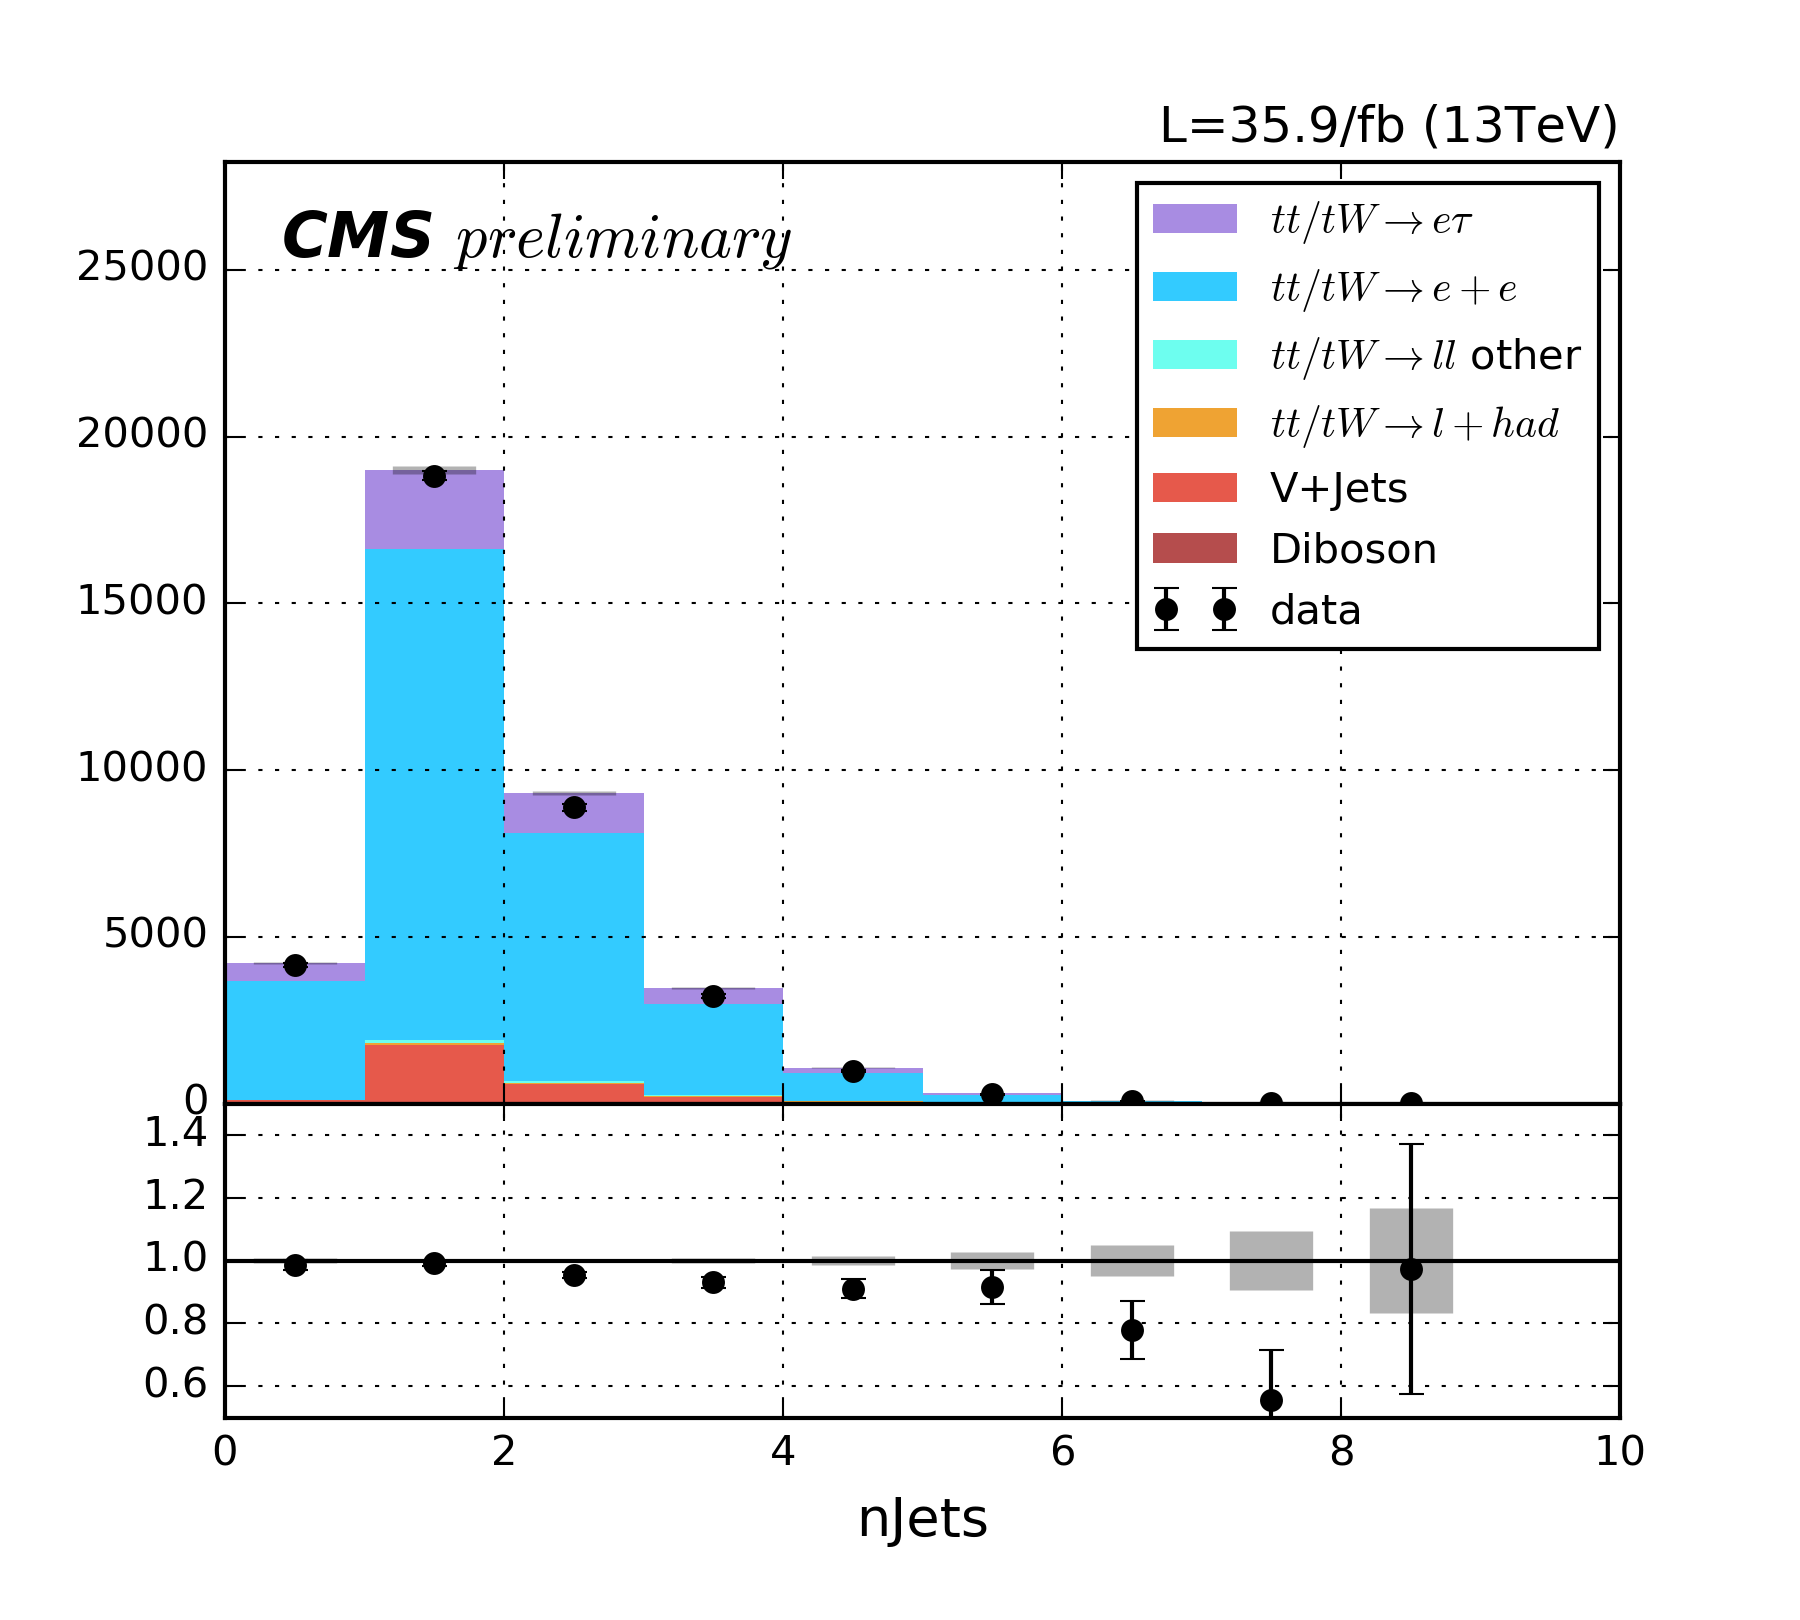 L=35.9/fb (13TeV)
CMS preliminary
tt/tW→eτ
tt/tW→e+e
tt/tW→ll other
tt/tW→l+had
V+Jets
Diboson
data
25000
20000
15000
10000
5000
0
1.4
1.2
1.0
0.8
0.6
0 2 4 6 8 10
nJets